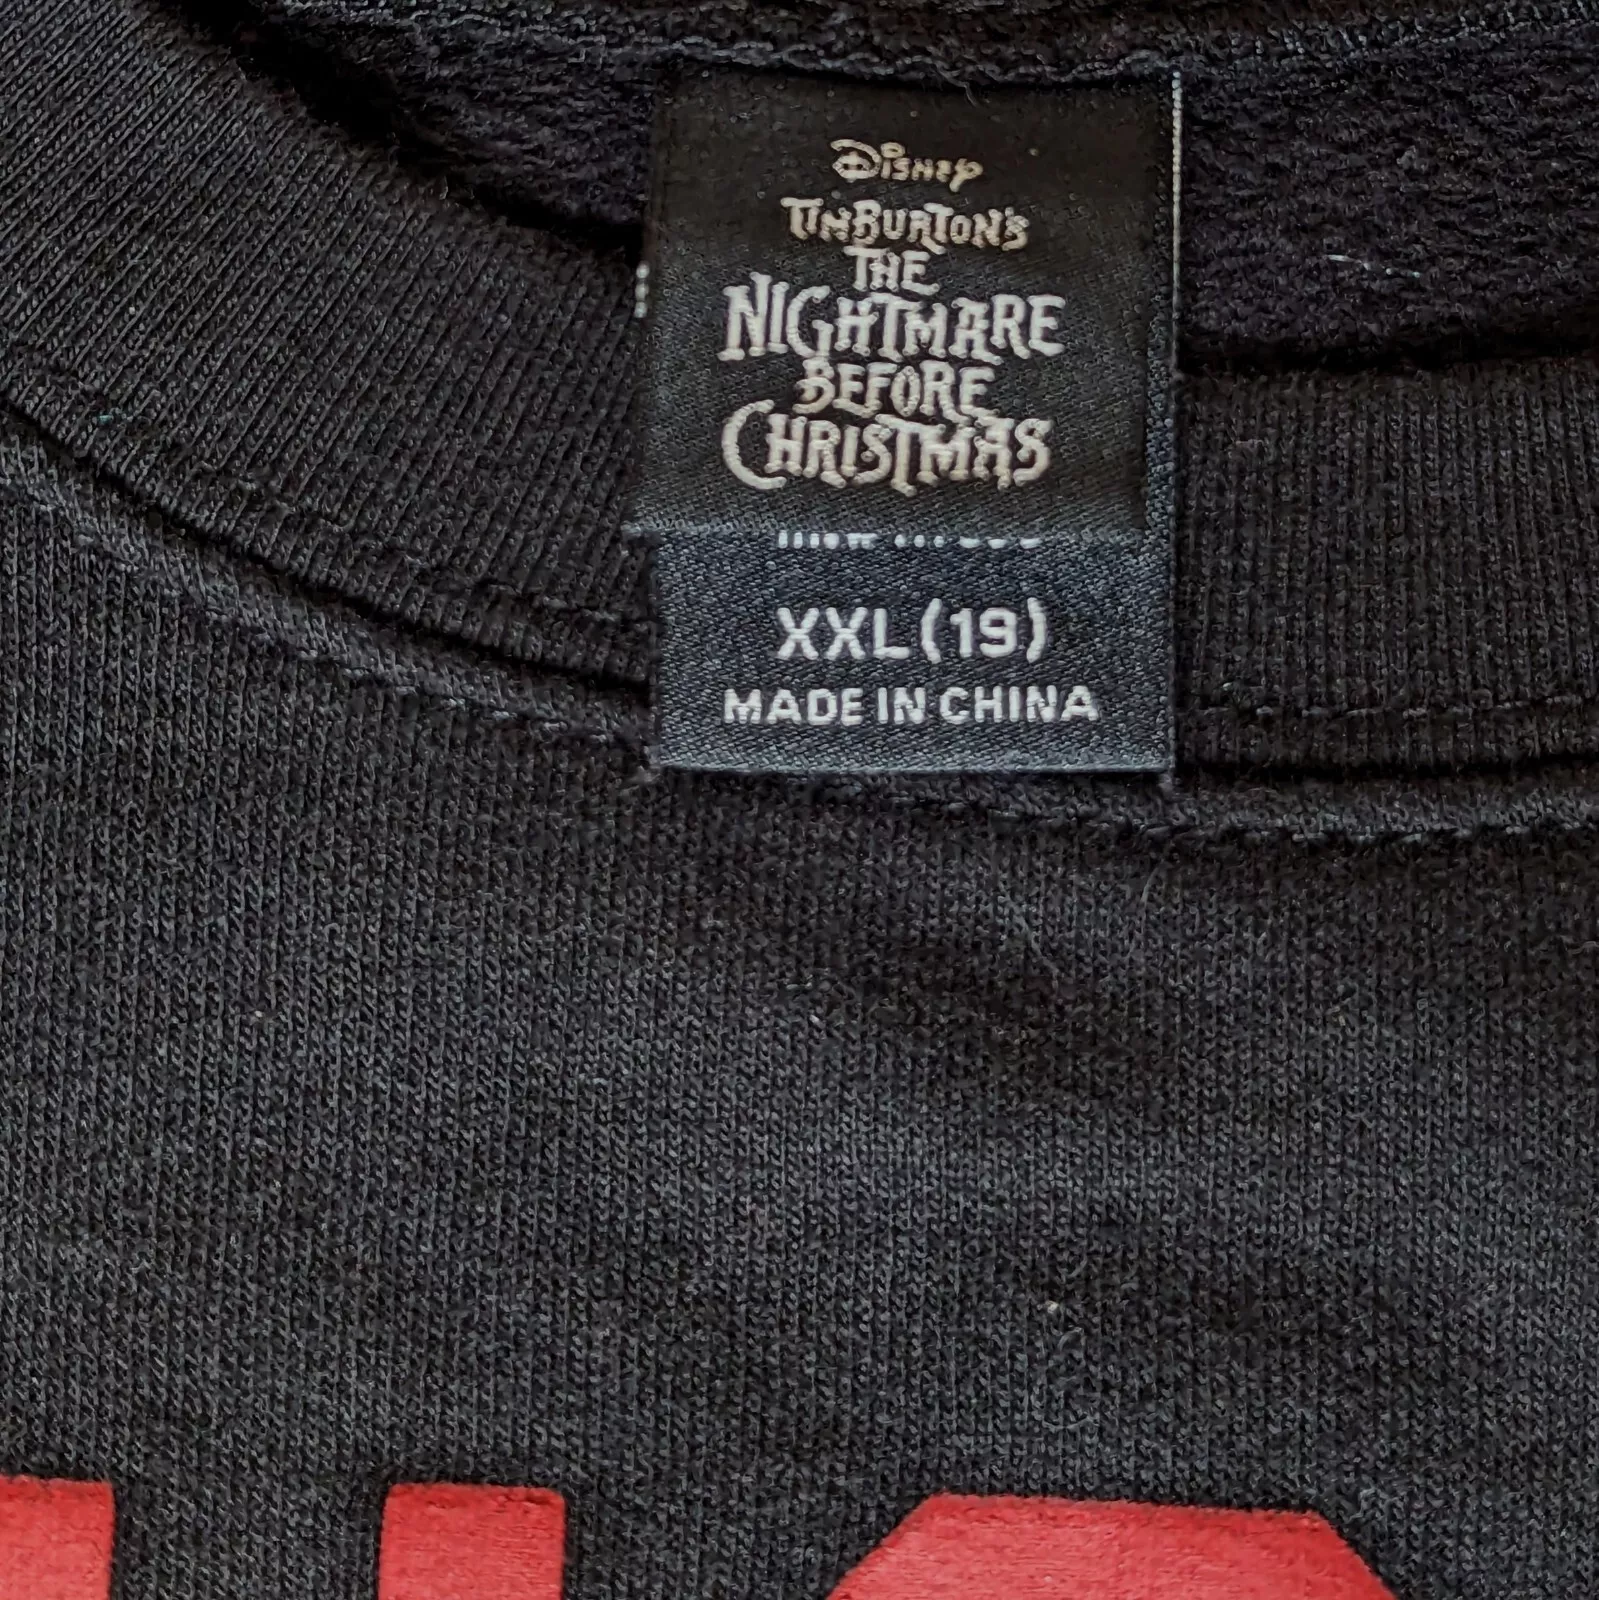 Disney
TIM BURTON'S
THE
NIGHTMARE
BEFORE
CHRISTMAS
XXL(19)
MADE IN CHINA